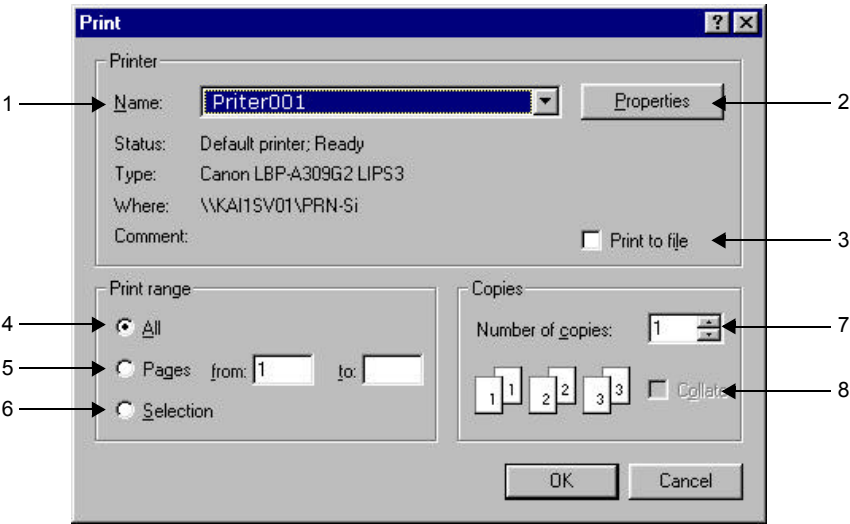 Print
Printer
1 Name: Priter001 Properties 2
Status: Default printer; Ready
Type: Canon LBP-A309G2 LIPS3
Where: \\KAI1SV01\PRN-Si
Comment: Print to file 3
Print range Copies
4 All Number of copies: 1 7
5 Pages from: 1 to:
1 1 2 2 3 3 Collate 8
6 Selection
OK Cancel